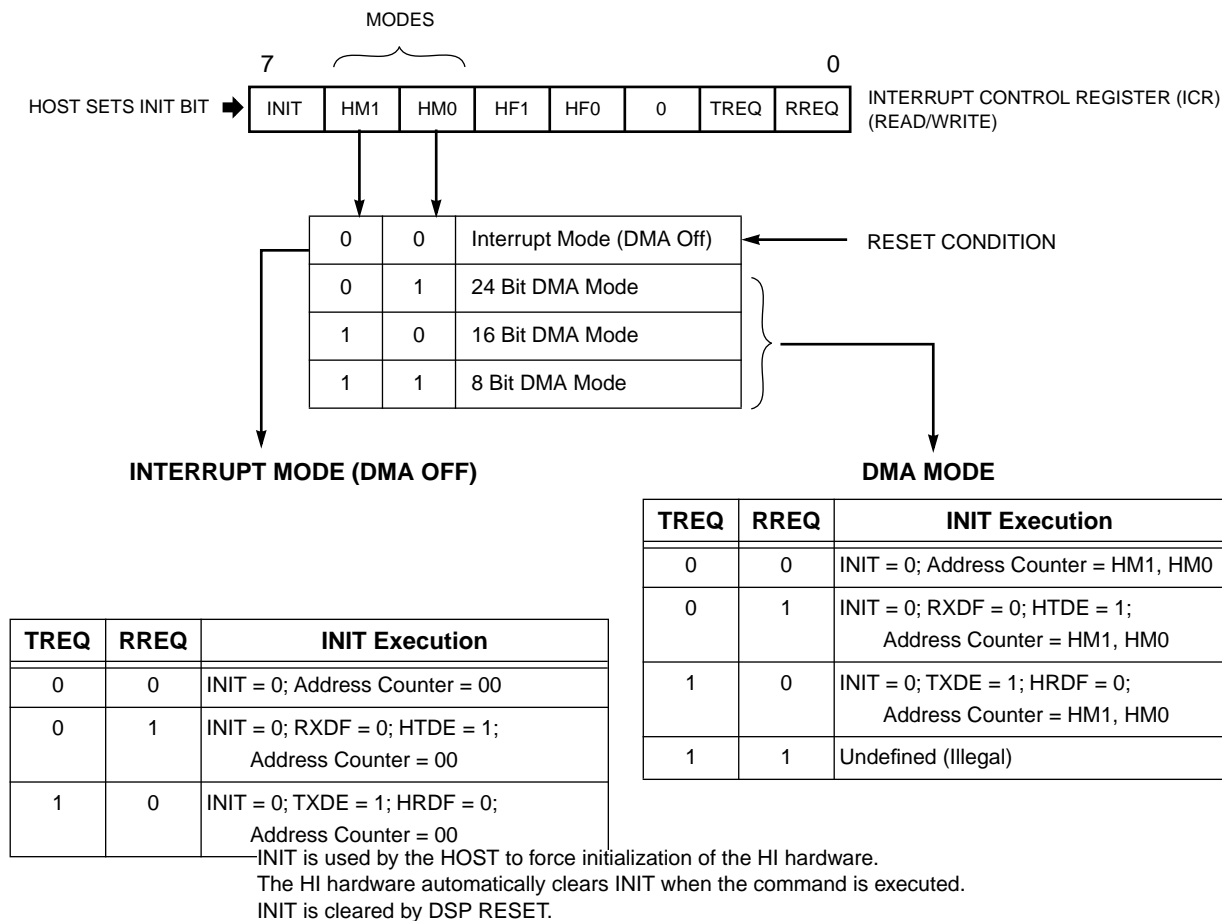 MODES
7 0
HOST SETS INIT BIT INIT HM1 HM0 HF1 HF0 0 TREQ RREQ INTERRUPT CONTROL REGISTER (ICR)
(READ/WRITE)
0 0 Interrupt Mode (DMA Off) RESET CONDITION
0 1 24 Bit DMA Mode
1 0 16 Bit DMA Mode
1 1 8 Bit DMA Mode
INTERRUPT MODE (DMA OFF)
DMA MODE
TREQ RREQ INIT Execution
0 0 INIT = 0; Address Counter = HM1, HM0
0 1 INIT = 0; RXDF = 0; HTDE = 1;
Address Counter = HM1, HM0
1 0 INIT = 0; TXDE = 1; HRDF = 0;
Address Counter = HM1, HM0
1 1 Undefined (Illegal)
TREQ RREQ INIT Execution
0 0 INIT = 0; Address Counter = 00
0 1 INIT = 0; RXDF = 0; HTDE = 1;
Address Counter = 00
1 0 INIT = 0; TXDE = 1; HRDF = 0;
Address Counter = 00
INIT is used by the HOST to force initialization of the HI hardware.
The HI hardware automatically clears INIT when the command is executed.
INIT is cleared by DSP RESET.